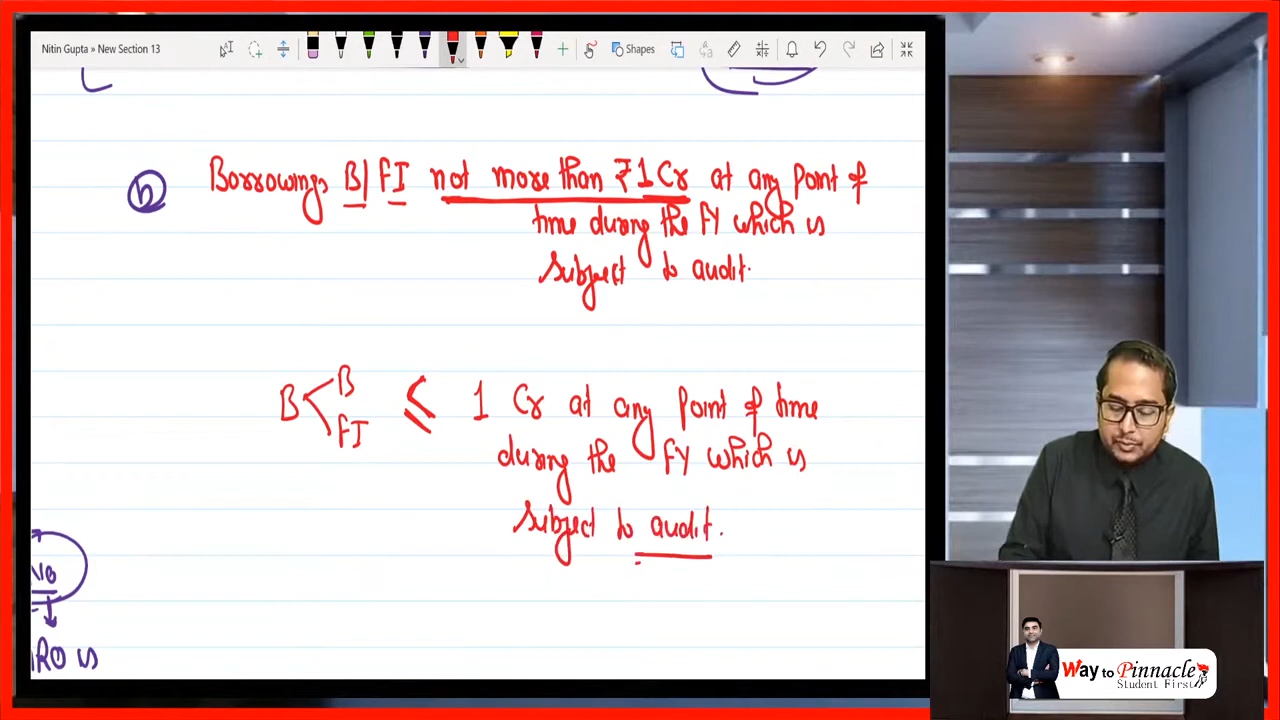 Nitin Gupta » New Section 13
Shapes
b Borrowings B/FI not more than ₹1 Cr at any point of
time during the FY which is
subject to audit.
B
B ≤ 1 Cr at any point of time
FI
during the FY which is
subject to audit.
No
ARO is
Way to Pinnacle
Student First